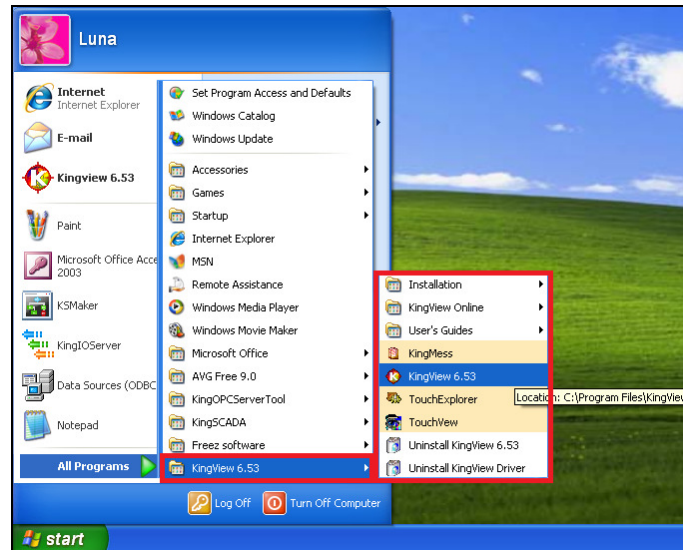 Luna
Internet
Internet Explorer
E-mail
Kingview 6.53
Paint
Microsoft Office Acce
2003
KSMaker
KingIOServer
Data Sources (ODBC
Notepad
All Programs
Set Program Access and Defaults
Windows Catalog
Windows Update
Accessories
Games
Startup
Internet Explorer
MSN
Remote Assistance
Windows Media Player
Windows Movie Maker
Microsoft Office
AVG Free 9.0
KingOPCServerTool
KingSCADA
Freez software
KingView 6.53
Installation
KingView Online
User's Guides
KingMess
KingView 6.53
TouchExplorer
TouchVew
Uninstall KingView 6.53
Uninstall KingView Driver
Location: C:\Program Files\KingView
Log Off
Turn Off Computer
start